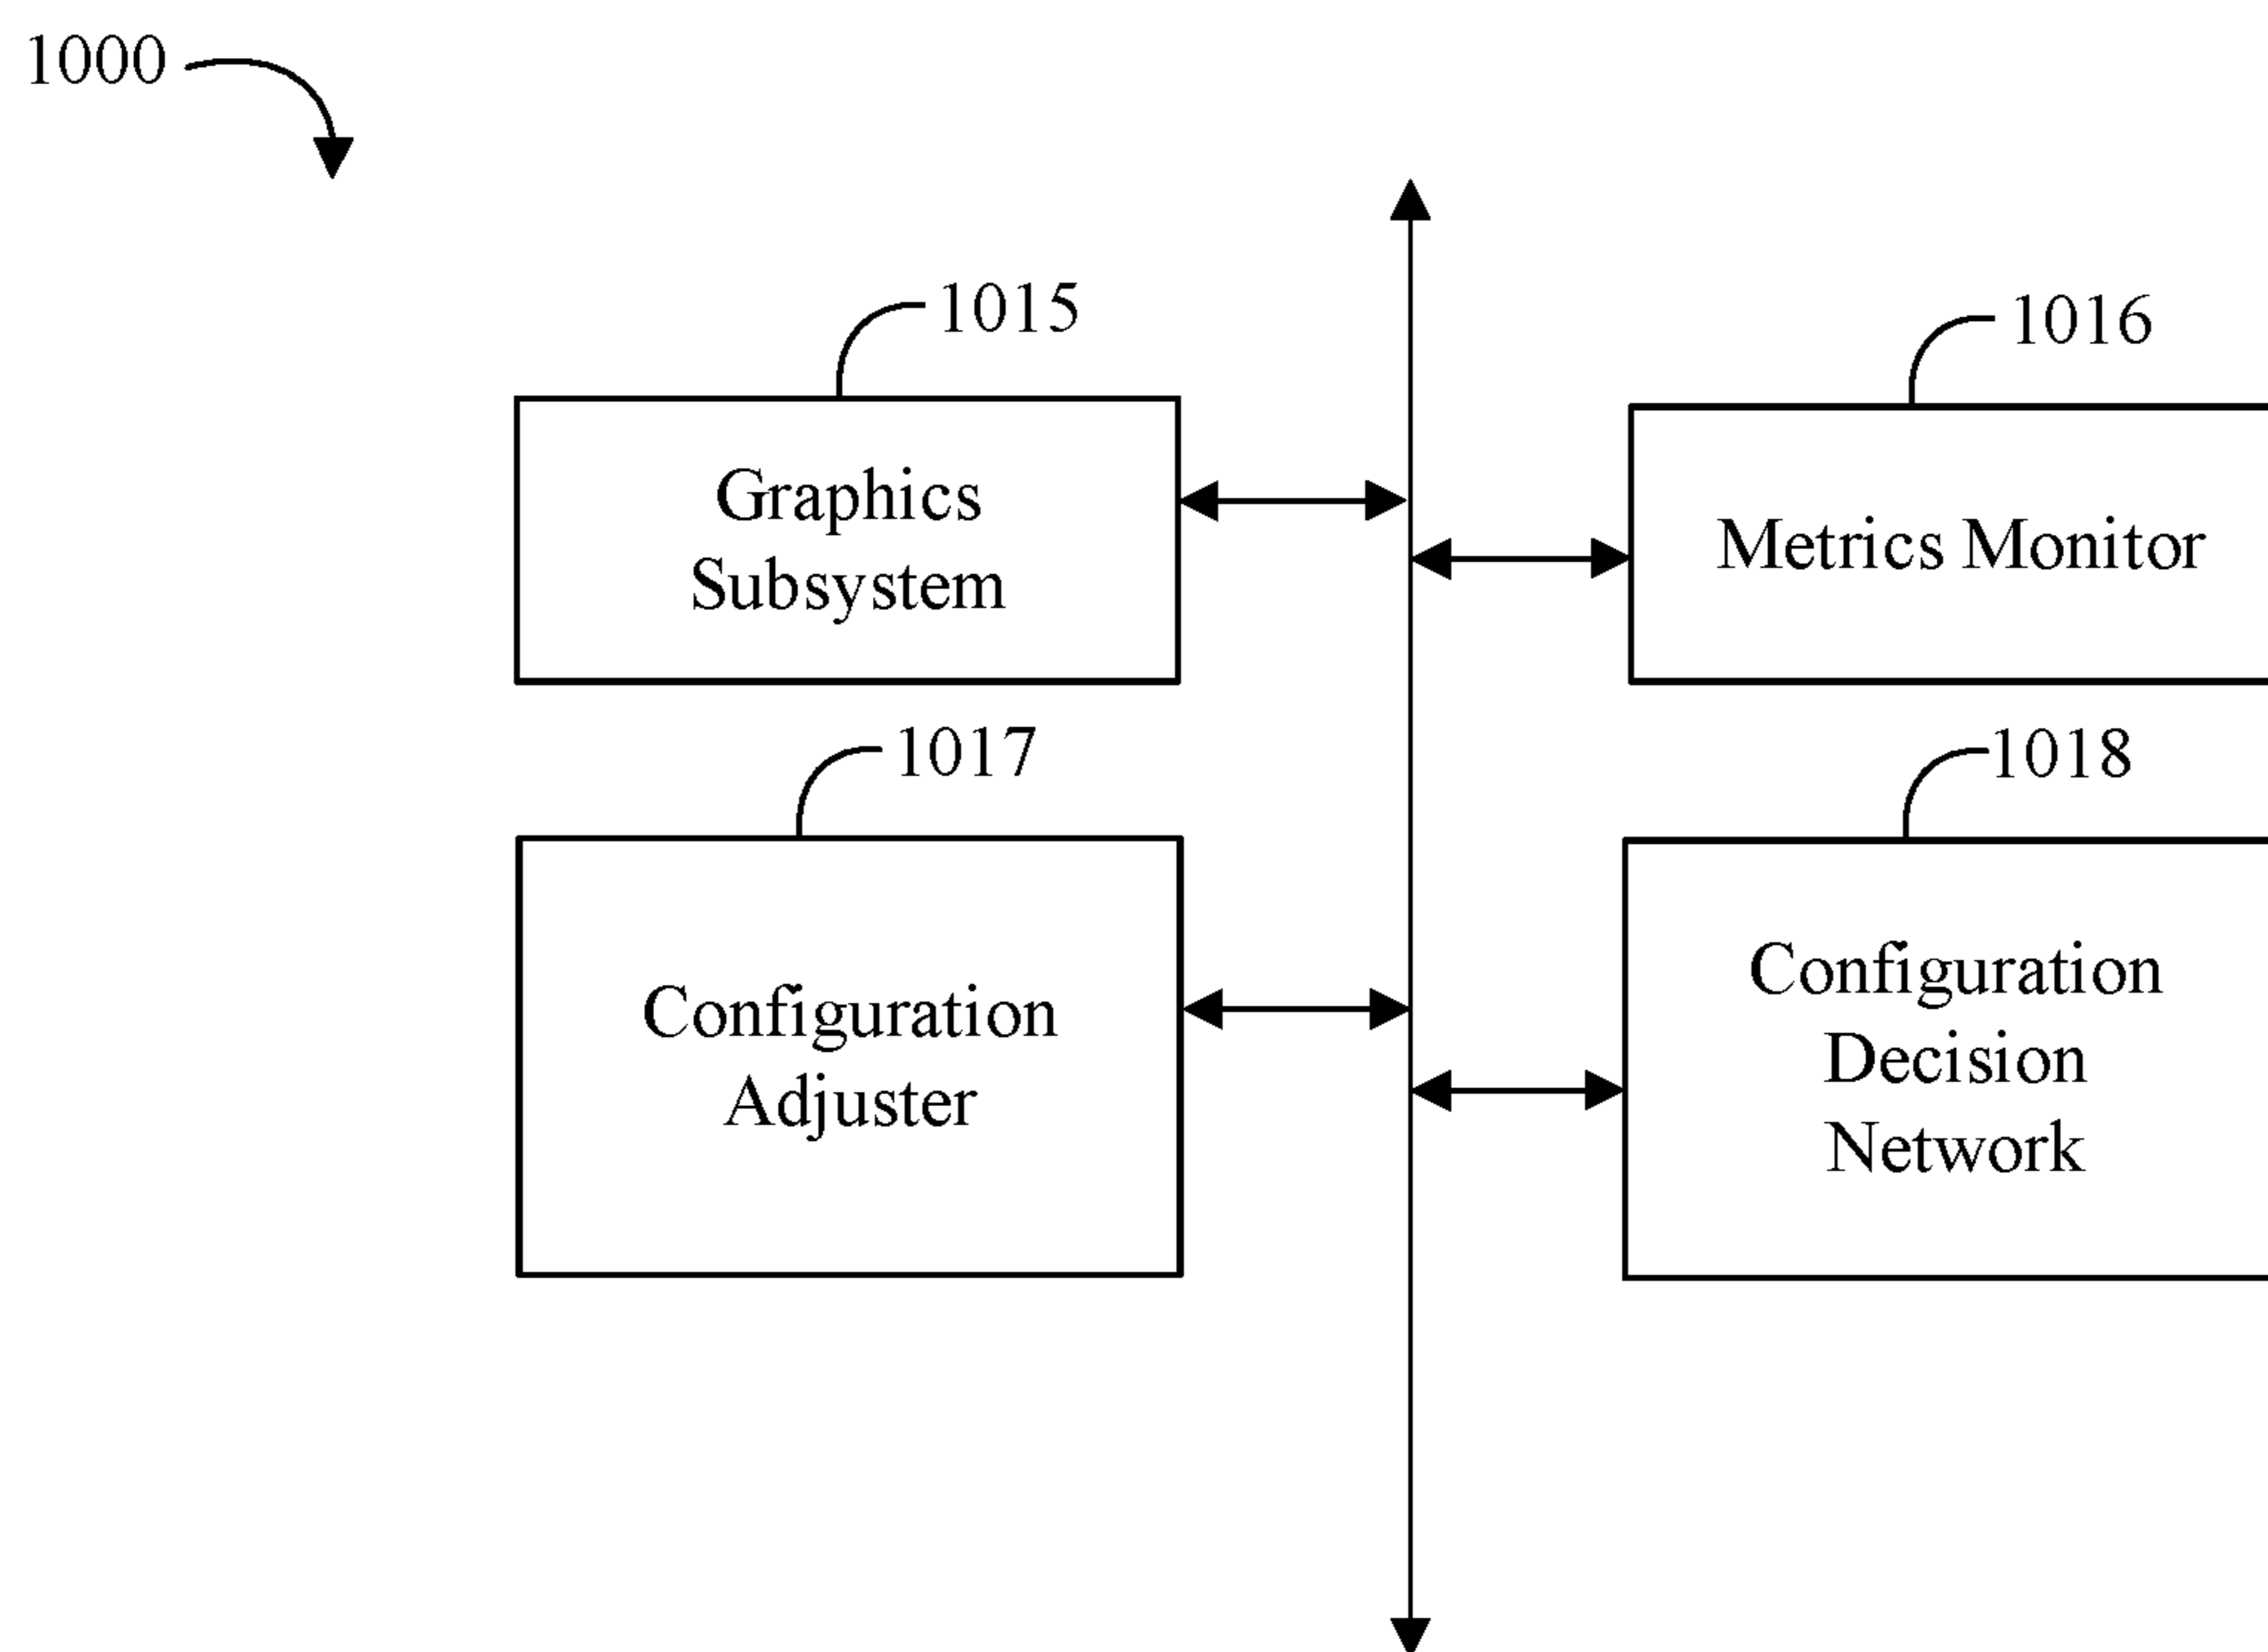 1000
1015
1016
Graphics
Subsystem
Metrics Monitor
1017
1018
Configuration
Adjuster
Configuration
Decision
Network